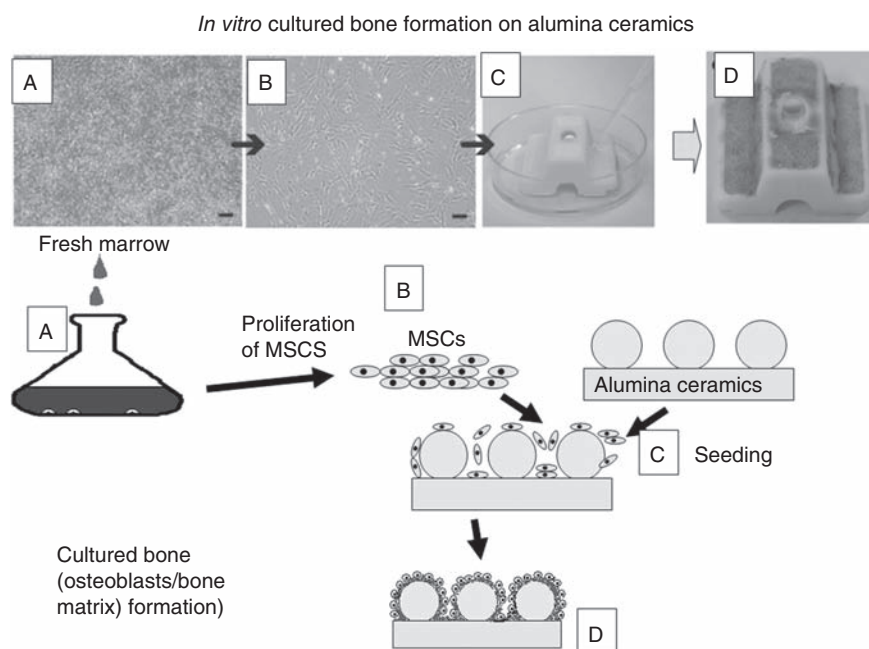 In vitro cultured bone formation on alumina ceramics
A
B
C
D
Fresh marrow
A
Proliferation
of MSCS
B
MSCs
Alumina ceramics
C
Seeding
Cultured bone
(osteoblasts/bone
matrix) formation)
D